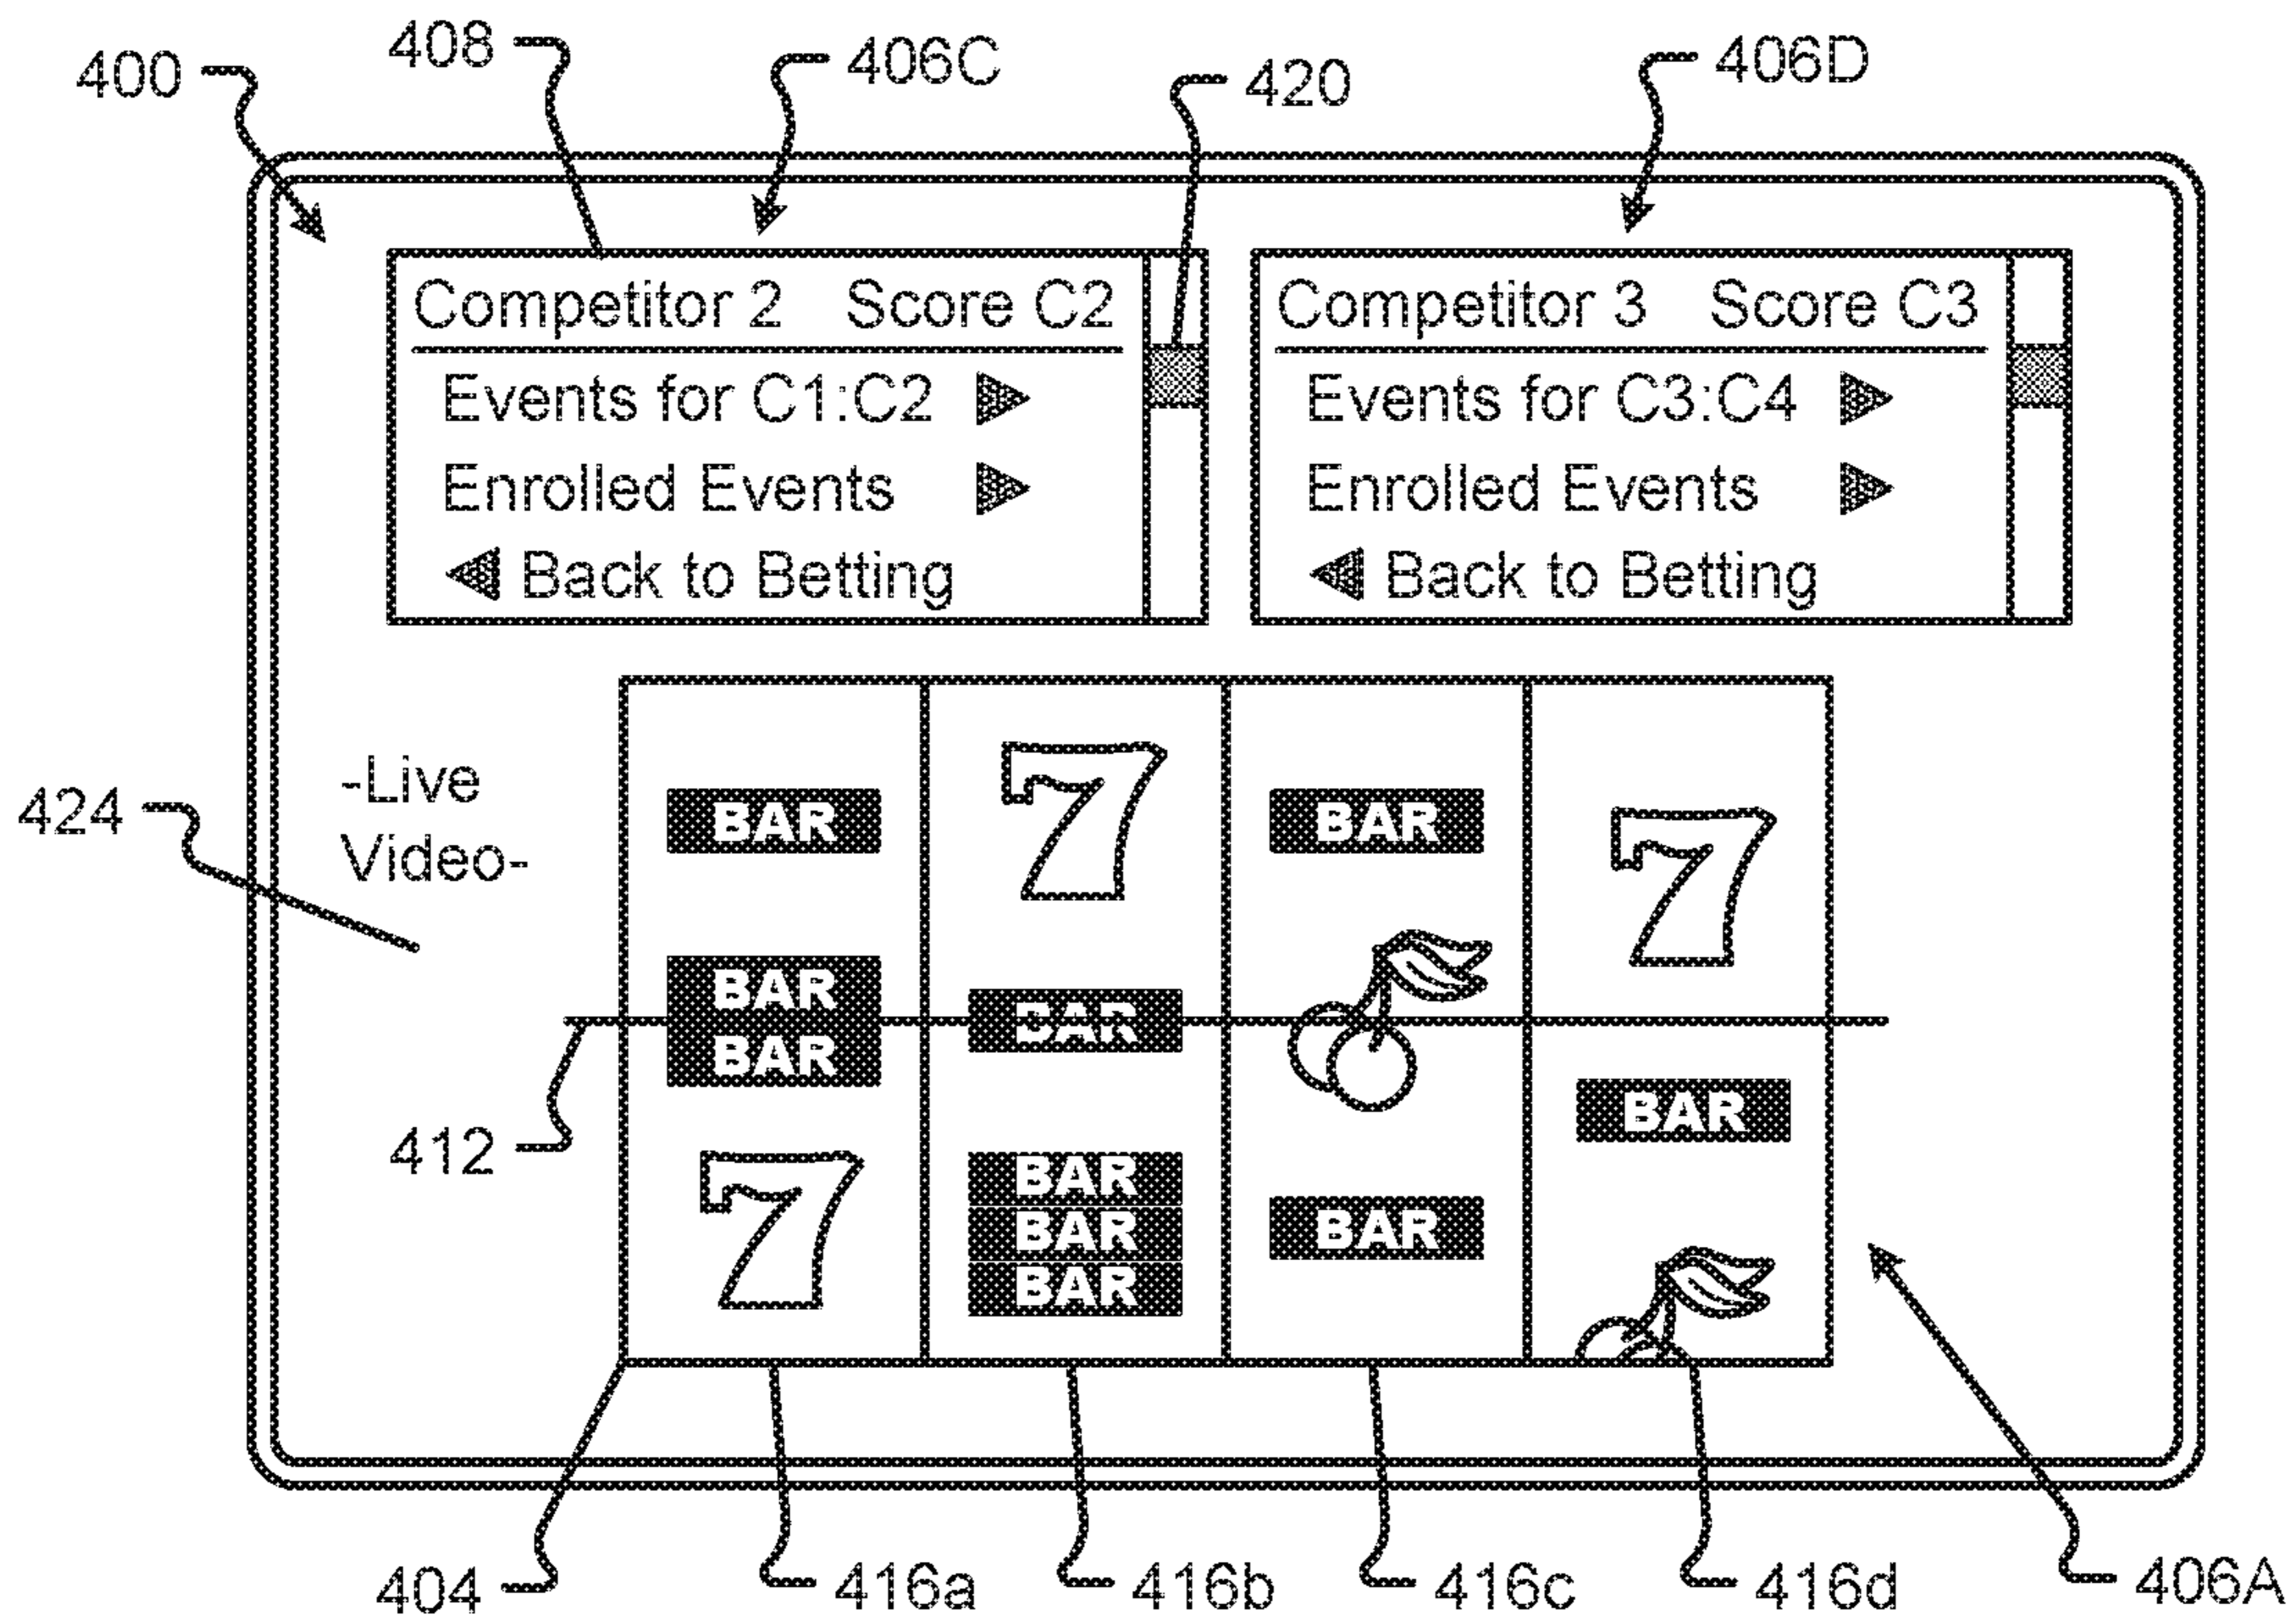 400
408
406C
420
406D
Competitor 2 Score C2
Events for C1:C2
Enrolled Events
Back to Betting
Competitor 3 Score C3
Events for C3:C4
Enrolled Events
Back to Betting
-Live
Video-
424
412
BAR
BAR
BAR
7
7
BAR
BAR
BAR
BAR
BAR
BAR
7
BAR
404
416a
416b
416c
416d
406A